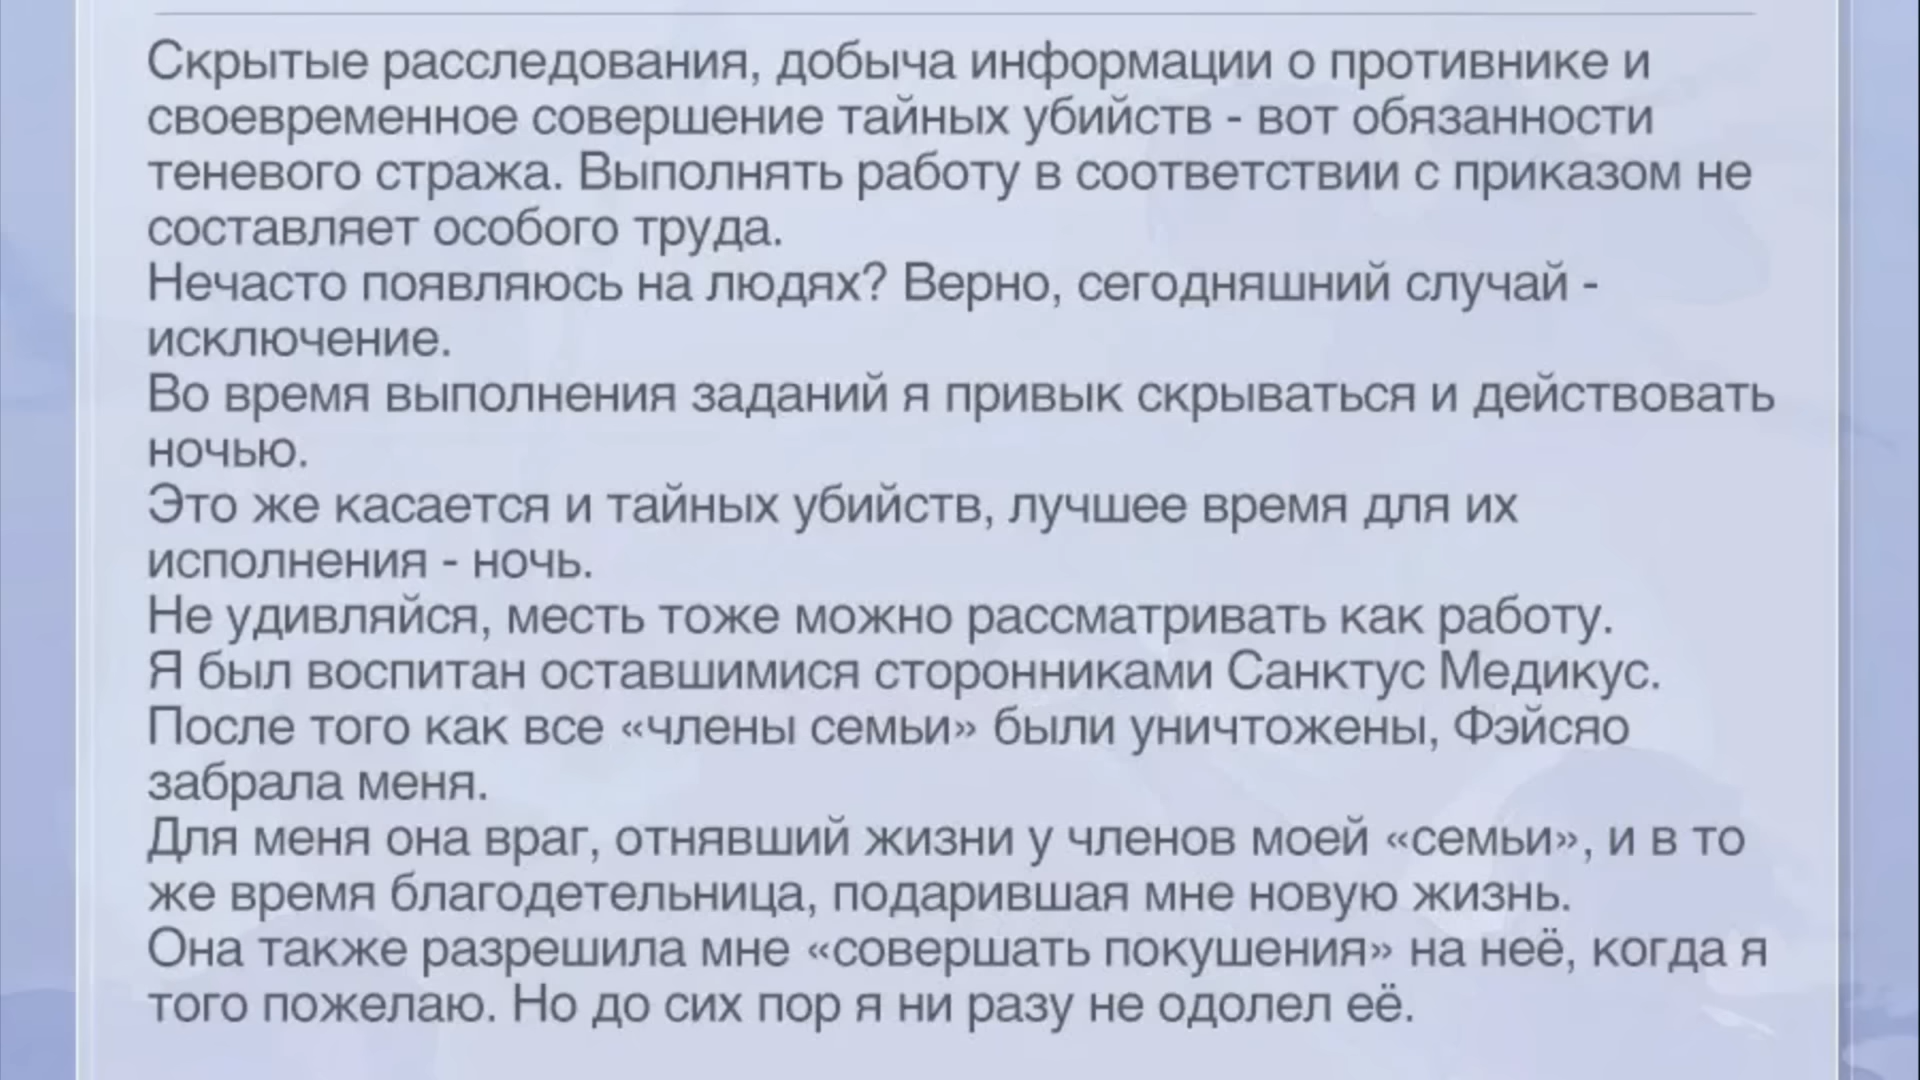 Скрытые расследования, добыча информации о противнике и
своевременное совершение тайных убийств - вот обязанности
теневого стража. Выполнять работу в соответствии с приказом не
составляет особого труда.
Нечасто появляюсь на людях? Верно, сегодняшний случай -
исключение.
Во время выполнения заданий я привык скрываться и действовать
ночью.
Это же касается и тайных убийств, лучшее время для их
исполнения - ночь.
Не удивляйся, месть тоже можно рассматривать как работу.
Я был воспитан оставшимися сторонниками Санктус Медикус.
После того как все «члены семьи» были уничтожены, Фэйсяо
забрала меня.
Для меня она враг, отнявший жизни у членов моей «семьи», и в то
же время благодетельница, подарившая мне новую жизнь.
Она также разрешила мне «совершать покушения» на неё, когда я
того пожелаю. Но до сих пор я ни разу не одолел её.